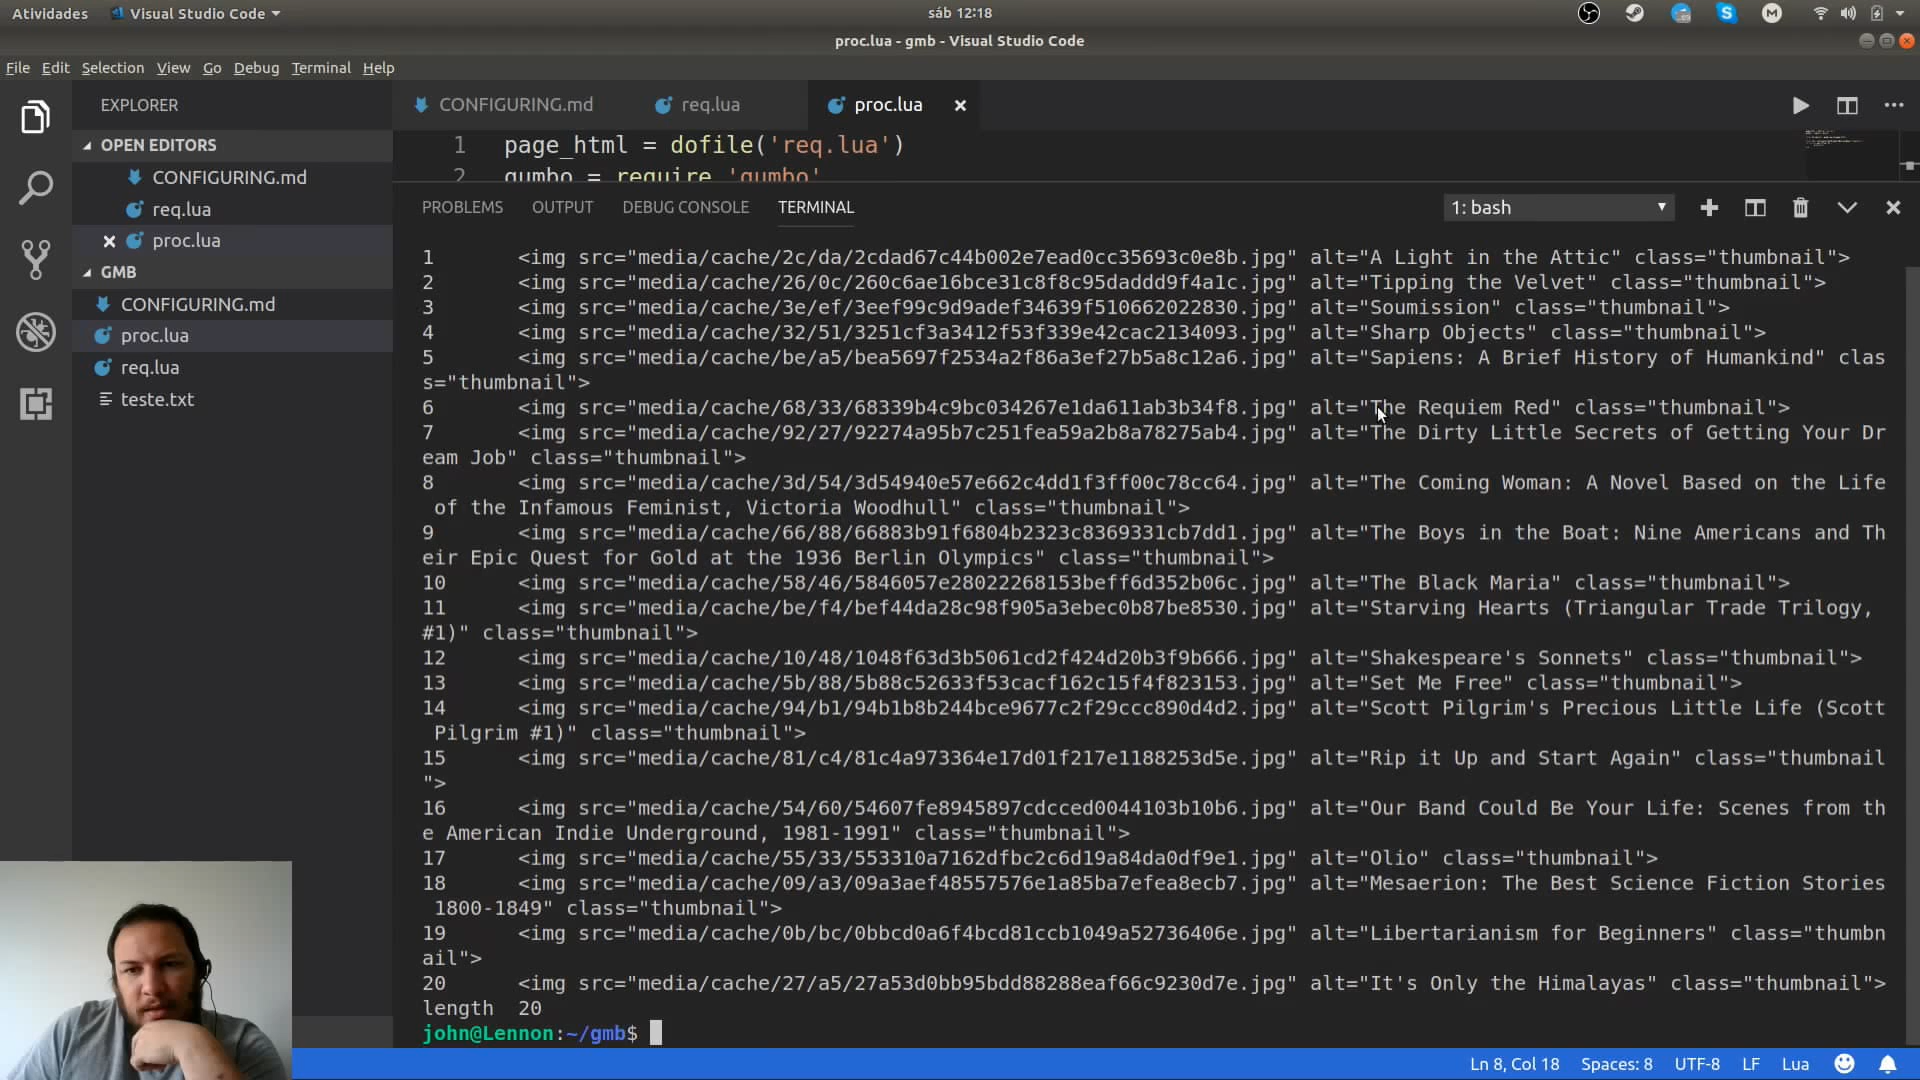 Atividades
Visual Studio Code
sáb 12:18
proc.lua - gmb - Visual Studio Code
File Edit Selection View Go Debug Terminal Help
EXPLORER
OPEN EDITORS
CONFIGURING.md
req.lua
proc.lua
GMB
CONFIGURING.md
proc.lua
req.lua
teste.txt
CONFIGURING.md
req.lua
proc.lua
1 page_html = dofile('req.lua')
2 gumbo = require 'gumbo'
PROBLEMS OUTPUT DEBUG CONSOLE TERMINAL
1: bash
1 <img src="media/cache/2c/da/2cdad67c44b002e7ead0cc35693c0e8b.jpg" alt="A Light in the Attic" class="thumbnail">
2 <img src="media/cache/26/0c/260c6ae16bce31c8f8c95daddd9f4a1c.jpg" alt="Tipping the Velvet" class="thumbnail">
3 <img src="media/cache/3e/ef/3eef99c9d9adef34639f510662022830.jpg" alt="Soumission" class="thumbnail">
4 <img src="media/cache/32/51/3251cf3a3412f53f339e42cac2134093.jpg" alt="Sharp Objects" class="thumbnail">
5 <img src="media/cache/be/a5/bea5697f2534a2f86a3ef27b5a8c12a6.jpg" alt="Sapiens: A Brief History of Humankind" clas
s="thumbnail">
6 <img src="media/cache/68/33/68339b4c9bc034267e1da611ab3b34f8.jpg" alt="The Requiem Red" class="thumbnail">
7 <img src="media/cache/92/27/92274a95b7c251fea59a2b8a78275ab4.jpg" alt="The Dirty Little Secrets of Getting Your Dr
eam Job" class="thumbnail">
8 <img src="media/cache/3d/54/3d54940e57e662c4dd1f3ff00c78cc64.jpg" alt="The Coming Woman: A Novel Based on the Life
of the Infamous Feminist, Victoria Woodhull" class="thumbnail">
9 <img src="media/cache/66/88/66883b91f6804b2323c8369331cb7dd1.jpg" alt="The Boys in the Boat: Nine Americans and Th
eir Epic Quest for Gold at the 1936 Berlin Olympics" class="thumbnail">
10 <img src="media/cache/58/46/5846057e28022268153beff6d352b06c.jpg" alt="The Black Maria" class="thumbnail">
11 <img src="media/cache/be/f4/bef44da28c98f905a3ebec0b87be8530.jpg" alt="Starving Hearts (Triangular Trade Trilogy,
#1)" class="thumbnail">
12 <img src="media/cache/10/48/1048f63d3b5061cd2f424d20b3f9b666.jpg" alt="Shakespeare's Sonnets" class="thumbnail">
13 <img src="media/cache/5b/88/5b88c52633f53cacf162c15f4f823153.jpg" alt="Set Me Free" class="thumbnail">
14 <img src="media/cache/94/b1/94b1b8b244bce9677c2f29ccc890d4d2.jpg" alt="Scott Pilgrim's Precious Little Life (Scott
Pilgrim #1)" class="thumbnail">
15 <img src="media/cache/81/c4/81c4a973364e17d01f217e1188253d5e.jpg" alt="Rip it Up and Start Again" class="thumbnail
">
16 <img src="media/cache/54/60/54607fe8945897cdcced0044103b10b6.jpg" alt="Our Band Could Be Your Life: Scenes from th
e American Indie Underground, 1981-1991" class="thumbnail">
17 <img src="media/cache/55/33/553310a7162dfbc2c6d19a84da0df9e1.jpg" alt="Olio" class="thumbnail">
18 <img src="media/cache/09/a3/09a3aef48557576e1a85ba7efea8ecb7.jpg" alt="Mesaerion: The Best Science Fiction Stories
1800-1849" class="thumbnail">
19 <img src="media/cache/0b/bc/0bbcd0a6f4bcd81ccb1049a52736406e.jpg" alt="Libertarianism for Beginners" class="thumbn
ail">
20 <img src="media/cache/27/a5/27a53d0bb95bdd88288eaf66c9230d7e.jpg" alt="It's Only the Himalayas" class="thumbnail">
length 20
john@Lennon:~/gmb$
Ln 8, Col 18 Spaces: 8 UTF-8 LF Lua